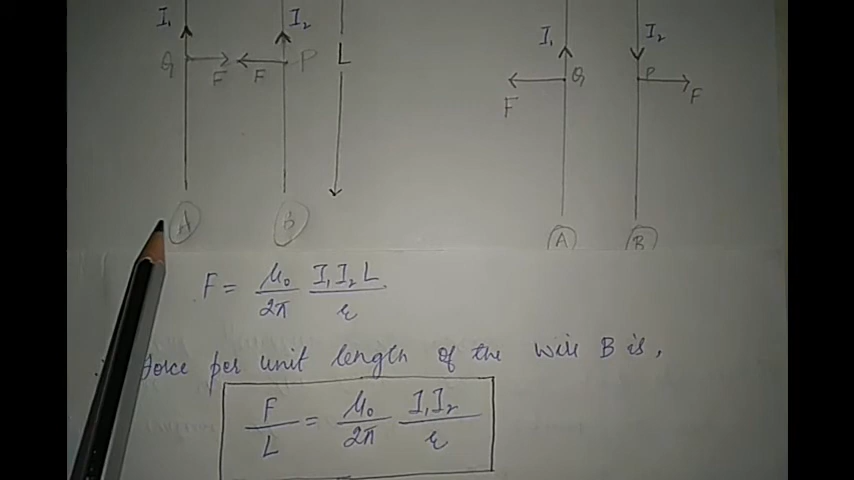 I₁ I₂
Q F F P L
I₁ I₂
F Q P F
A B
A B
F = μ₀/2π I₁I₂L/r
∴ force per unit length of the wire B is,
F/L = μ₀/2π I₁I₂/r